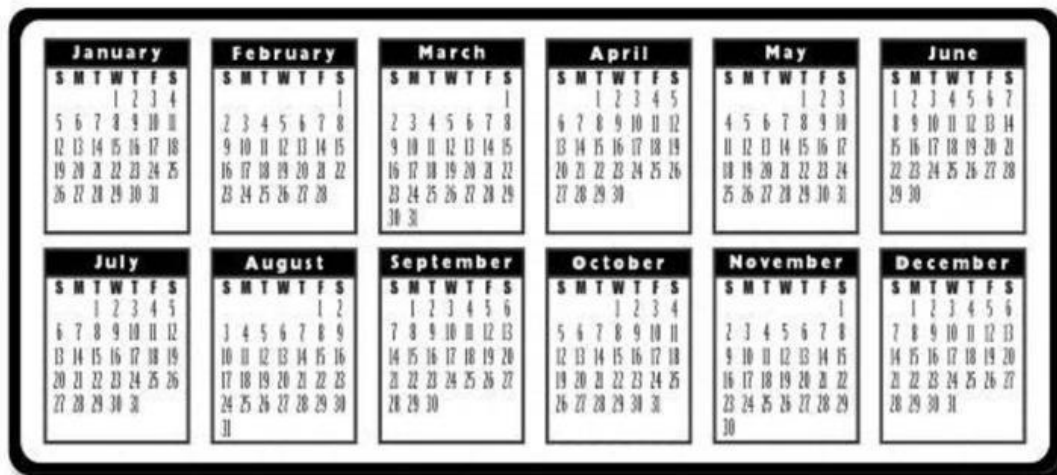 January February March April May June
S M T W T F S S M T W T F S S M T W T F S S M T W T F S S M T W T F S S M T W T F S
1 2 3 4 1 1 1 2 3 4 5 1 2 3 1 2 3 4 5 6 7
5 6 7 8 9 10 11 2 3 4 5 6 7 8 2 3 4 5 6 7 8 6 7 8 9 10 11 12 4 5 6 7 8 9 10 8 9 10 11 12 13 14
12 13 14 15 16 17 18 9 10 11 12 13 14 15 9 10 11 12 13 14 15 13 14 15 16 17 18 19 11 12 13 14 15 16 17 15 16 17 18 19 20 21
19 20 21 22 23 24 25 16 17 18 19 20 21 22 16 17 18 19 20 21 22 20 21 22 23 24 25 26 18 19 20 21 22 23 24 22 23 24 25 26 27 28
26 27 28 29 30 31 23 24 25 26 27 28 23 24 25 26 27 28 29 27 28 29 30 25 26 27 28 29 30 31 29 30
30 31
July August September October November December
S M T W T F S S M T W T F S S M T W T F S S M T W T F S S M T W T F S S M T W T F S
1 2 3 4 5 1 2 1 2 3 4 5 6 1 2 3 4 1 1 2 3 4 5 6
6 7 8 9 10 11 12 3 4 5 6 7 8 9 7 8 9 10 11 12 13 5 6 7 8 9 10 11 2 3 4 5 6 7 8 7 8 9 10 11 12 13
13 14 15 16 17 18 19 10 11 12 13 14 15 16 14 15 16 17 18 19 20 12 13 14 15 16 17 18 9 10 11 12 13 14 15 14 15 16 17 18 19 20
20 21 22 23 24 25 26 17 18 19 20 21 22 23 21 22 23 24 25 26 27 19 20 21 22 23 24 25 16 17 18 19 20 21 22 21 22 23 24 25 26 27
27 28 29 30 31 24 25 26 27 28 29 30 28 29 30 26 27 28 29 30 31 23 24 25 26 27 28 29 28 29 30 31
31 30